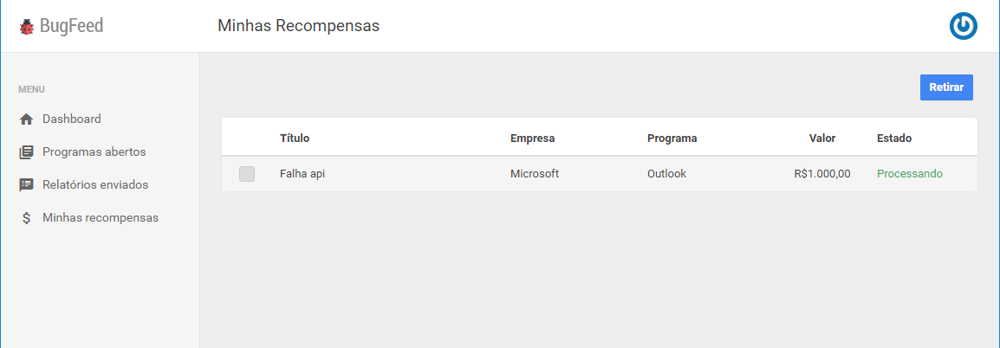 BugFeed
Minhas Recompensas
MENU
Dashboard
Programas abertos
Relatórios enviados
Minhas recompensas
Retirar
Título Empresa Programa Valor Estado
Falha api Microsoft Outlook R$1.000,00 Processando